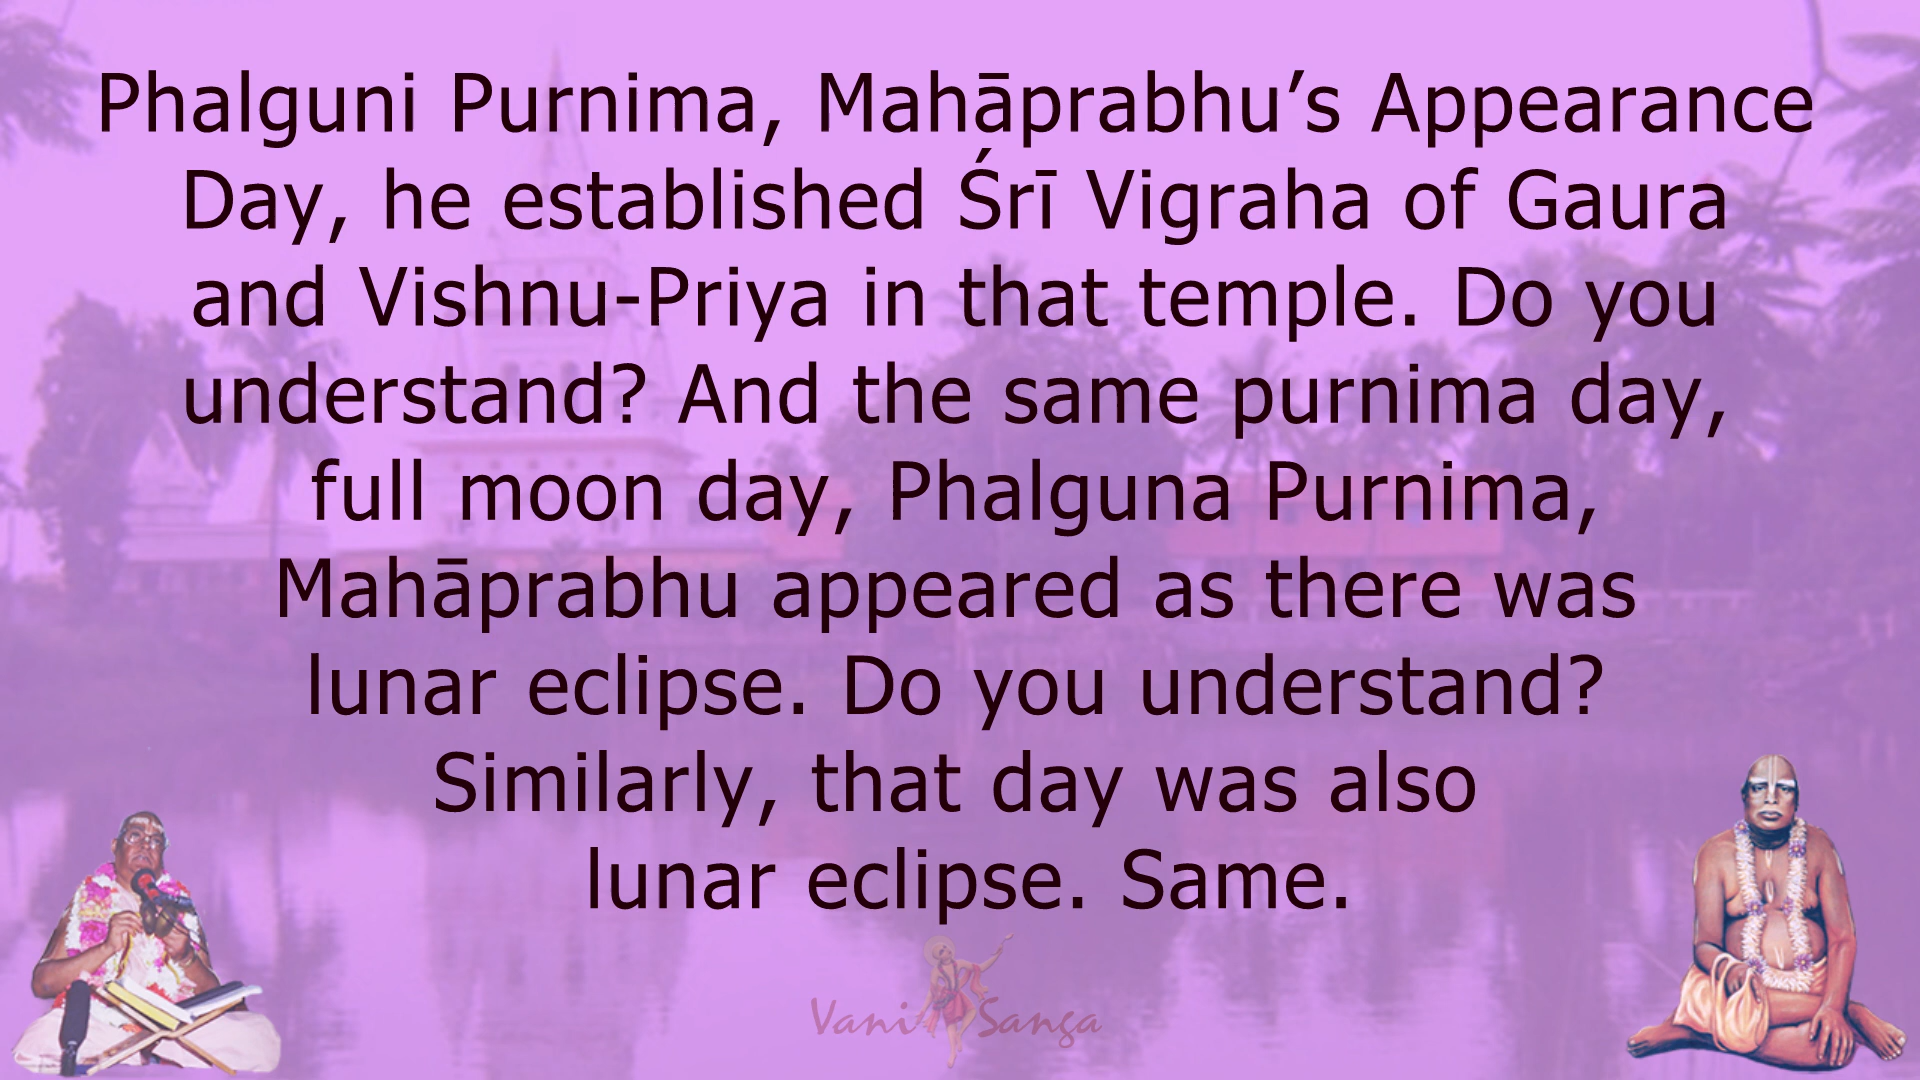 Phalguni Purnima, Mahāprabhu’s Appearance
Day, he established Śrī Vigraha of Gaura
and Vishnu-Priya in that temple. Do you
understand? And the same purnima day,
full moon day, Phalguna Purnima,
Mahāprabhu appeared as there was
lunar eclipse. Do you understand?
Similarly, that day was also
lunar eclipse. Same.
Vani Sanga